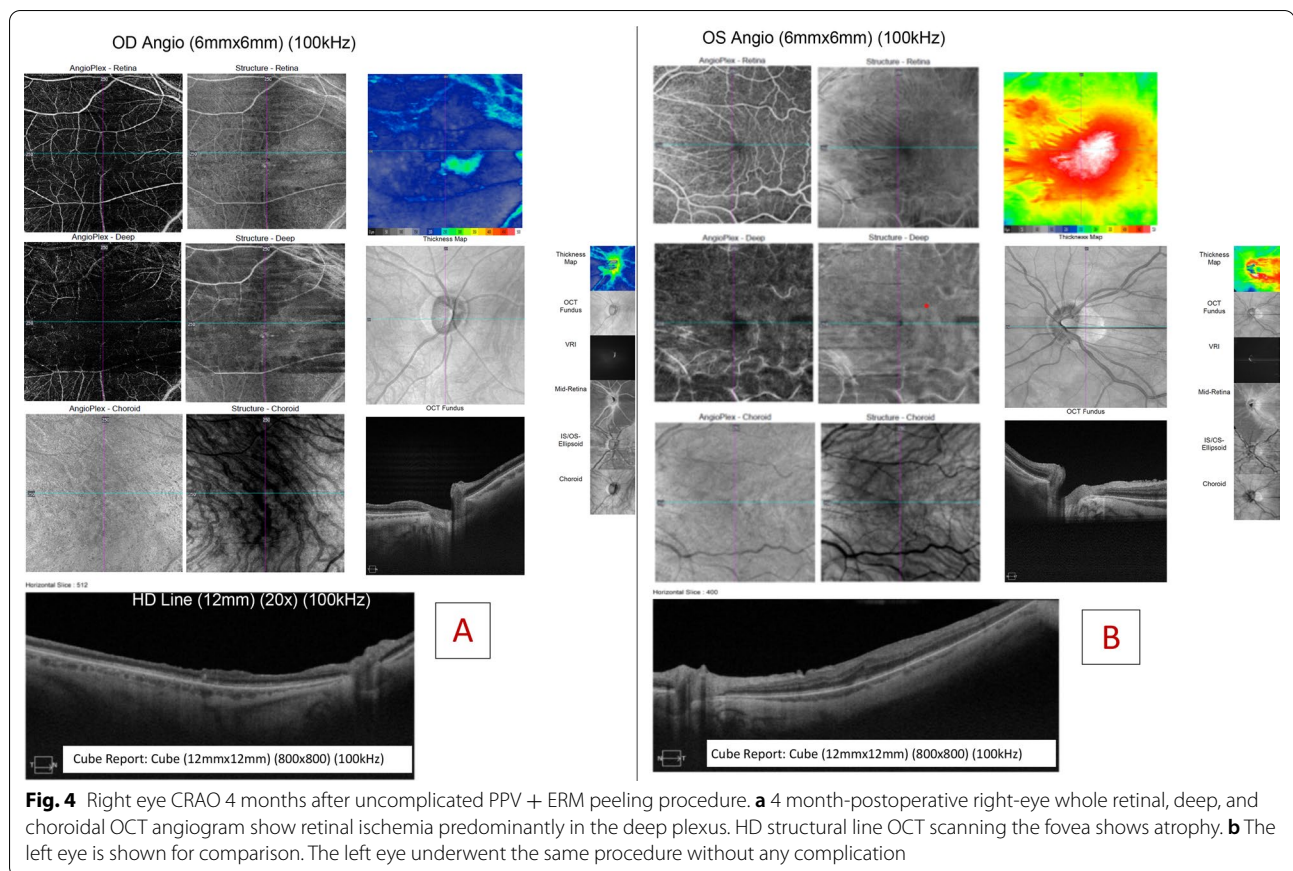 OD Angio (6mmx6mm) (100kHz)
AngioPlex - Retina
Structure - Retina
AngioPlex - Deep
Structure - Deep
Thickness Map
AngioPlex - Choroid
Structure - Choroid
OCT Fundus
Thickness
Map
OCT
Fundus
VRI
Mid-Retina
IS/OS-
Ellipsoid
Choroid
Horizontal Slice : 512
HD Line (12mm) (20x) (100kHz)
A
T N
Cube Report: Cube (12mmx12mm) (800x800) (100kHz)
OS Angio (6mmx6mm) (100kHz)
AngioPlex - Retina
Structure - Retina
AngioPlex - Deep
Structure - Deep
Thickness Map
AngioPlex - Choroid
Structure - Choroid
OCT Fundus
Thickness
Map
OCT
Fundus
VRI
Mid-Retina
IS/OS-
Ellipsoid
Choroid
Horizontal Slice : 400
B
N T
Cube Report: Cube (12mmx12mm) (800x800) (100kHz)
Fig. 4 Right eye CRAO 4 months after uncomplicated PPV + ERM peeling procedure. a 4 month-postoperative right-eye whole retinal, deep, and
choroidal OCT angiogram show retinal ischemia predominantly in the deep plexus. HD structural line OCT scanning the fovea shows atrophy. b The
left eye is shown for comparison. The left eye underwent the same procedure without any complication